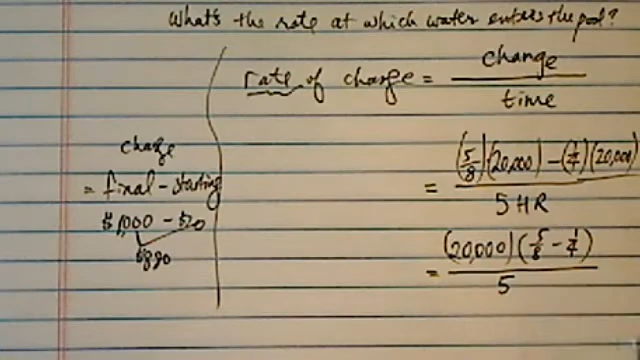 What's the rate at which water enters the pool?
rate of change = change / time
change
= final - starting
$1,000 - $20
$980
= (5/8)(20,000) - (1/4)(20,000) / 5 HR
= (20,000)(5/8 - 1/4) / 5